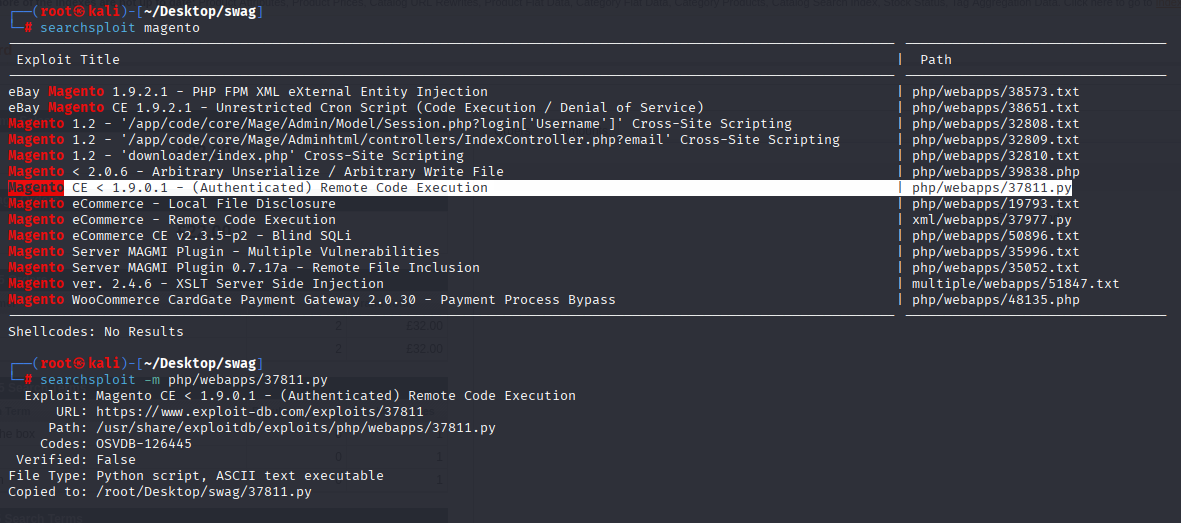 (root㉿kali)-[~/Desktop/swag]
# searchsploit magento
Exploit Title | Path
eBay Magento 1.9.2.1 - PHP FPM XML eXternal Entity Injection | php/webapps/38573.txt
eBay Magento CE 1.9.2.1 - Unrestricted Cron Script (Code Execution / Denial of Service) | php/webapps/38651.txt
Magento 1.2 - '/app/code/core/Mage/Admin/Model/Session.php?login['Username']' Cross-Site Scripting | php/webapps/32808.txt
Magento 1.2 - '/app/code/core/Mage/Adminhtml/controllers/IndexController.php?email' Cross-Site Scripting | php/webapps/32809.txt
Magento 1.2 - 'downloader/index.php' Cross-Site Scripting | php/webapps/32810.txt
Magento < 2.0.6 - Arbitrary Unserialize / Arbitrary Write File | php/webapps/39838.php
Magento CE < 1.9.0.1 - (Authenticated) Remote Code Execution | php/webapps/37811.py
Magento eCommerce - Local File Disclosure | php/webapps/19793.txt
Magento eCommerce - Remote Code Execution | xml/webapps/37977.py
Magento eCommerce CE v2.3.5-p2 - Blind SQLi | php/webapps/50896.txt
Magento Server MAGMI Plugin - Multiple Vulnerabilities | php/webapps/35996.txt
Magento Server MAGMI Plugin 0.7.17a - Remote File Inclusion | php/webapps/35052.txt
Magento ver. 2.4.6 - XSLT Server Side Injection | multiple/webapps/51847.txt
Magento WooCommerce CardGate Payment Gateway 2.0.30 - Payment Process Bypass | php/webapps/48135.php
Shellcodes: No Results
2 £32.00
2 £32.00
(root㉿kali)-[~/Desktop/swag]
# searchsploit -m php/webapps/37811.py
Exploit: Magento CE < 1.9.0.1 - (Authenticated) Remote Code Execution
URL: https://www.exploit-db.com/exploits/37811
Path: /usr/share/exploitdb/exploits/php/webapps/37811.py
Codes: OSVDB-126445
Verified: False
File Type: Python script, ASCII text executable
Copied to: /root/Desktop/swag/37811.py